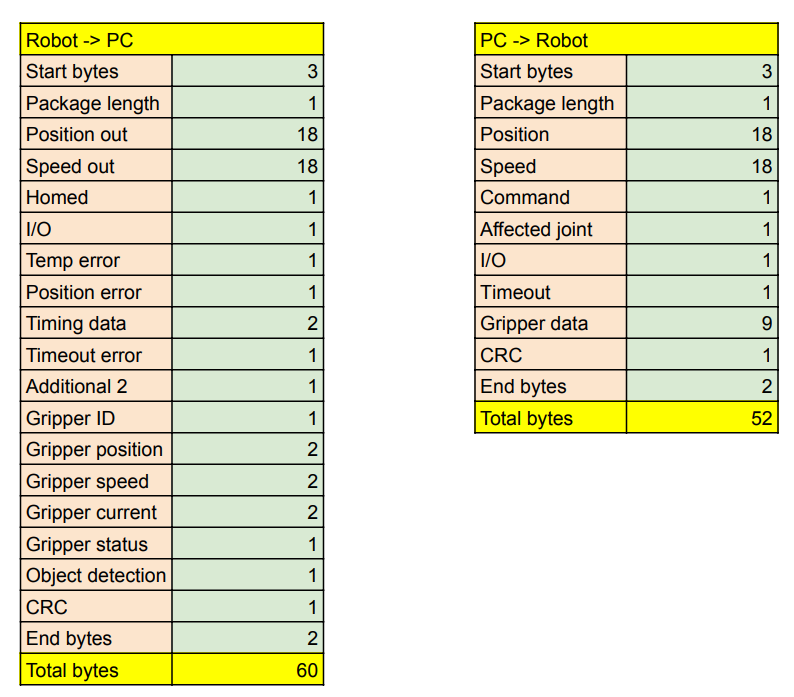 Robot -> PC
Start bytes 3
Package length 1
Position out 18
Speed out 18
Homed 1
I/O 1
Temp error 1
Position error 1
Timing data 2
Timeout error 1
Additional 2 1
Gripper ID 1
Gripper position 2
Gripper speed 2
Gripper current 2
Gripper status 1
Object detection 1
CRC 1
End bytes 2
Total bytes 60
PC -> Robot
Start bytes 3
Package length 1
Position 18
Speed 18
Command 1
Affected joint 1
I/O 1
Timeout 1
Gripper data 9
CRC 1
End bytes 2
Total bytes 52